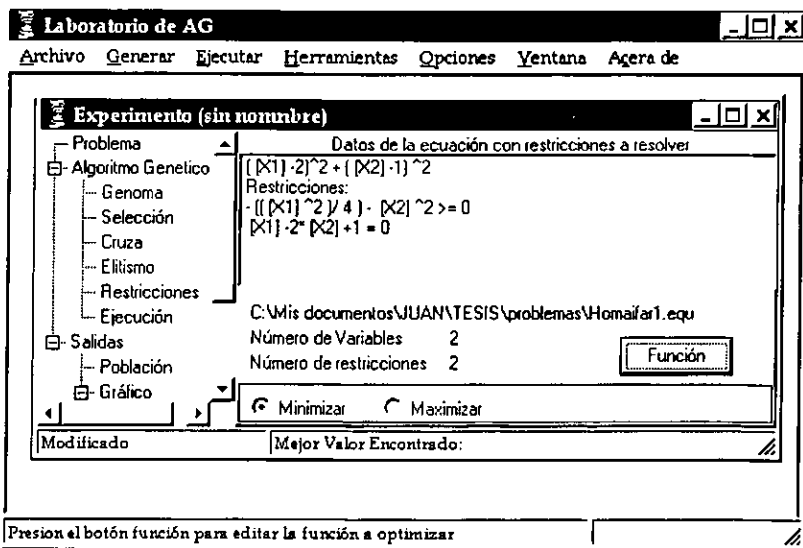 Laboratorio de AG
Archivo Generar Ejecutar Herramientas Opciones Ventana Açera de
Experimento (sin nomnbre)
Problema
Algoritmo Genetico
Genoma
Selección
Cruza
Elitismo
Restricciones
Ejecución
Salidas
Población
Gráfico
Datos de la ecuación con restricciones a resolver
( [X1] -2)^2 + ( [X2] -1) ^2
Restricciones:
- (( [X1] ^2 )/ 4 ) - [X2] ^2 >= 0
[X1] -2* [X2] +1 = 0
C:\Mis documentos\JUAN\TESIS\problemas\Homaifar1.equ
Número de Variables 2
Número de restricciones 2
Función
Minimizar Maximizar
Modificado Mejor Valor Encontrado:
Presion el botón función para editar la función a optimizar